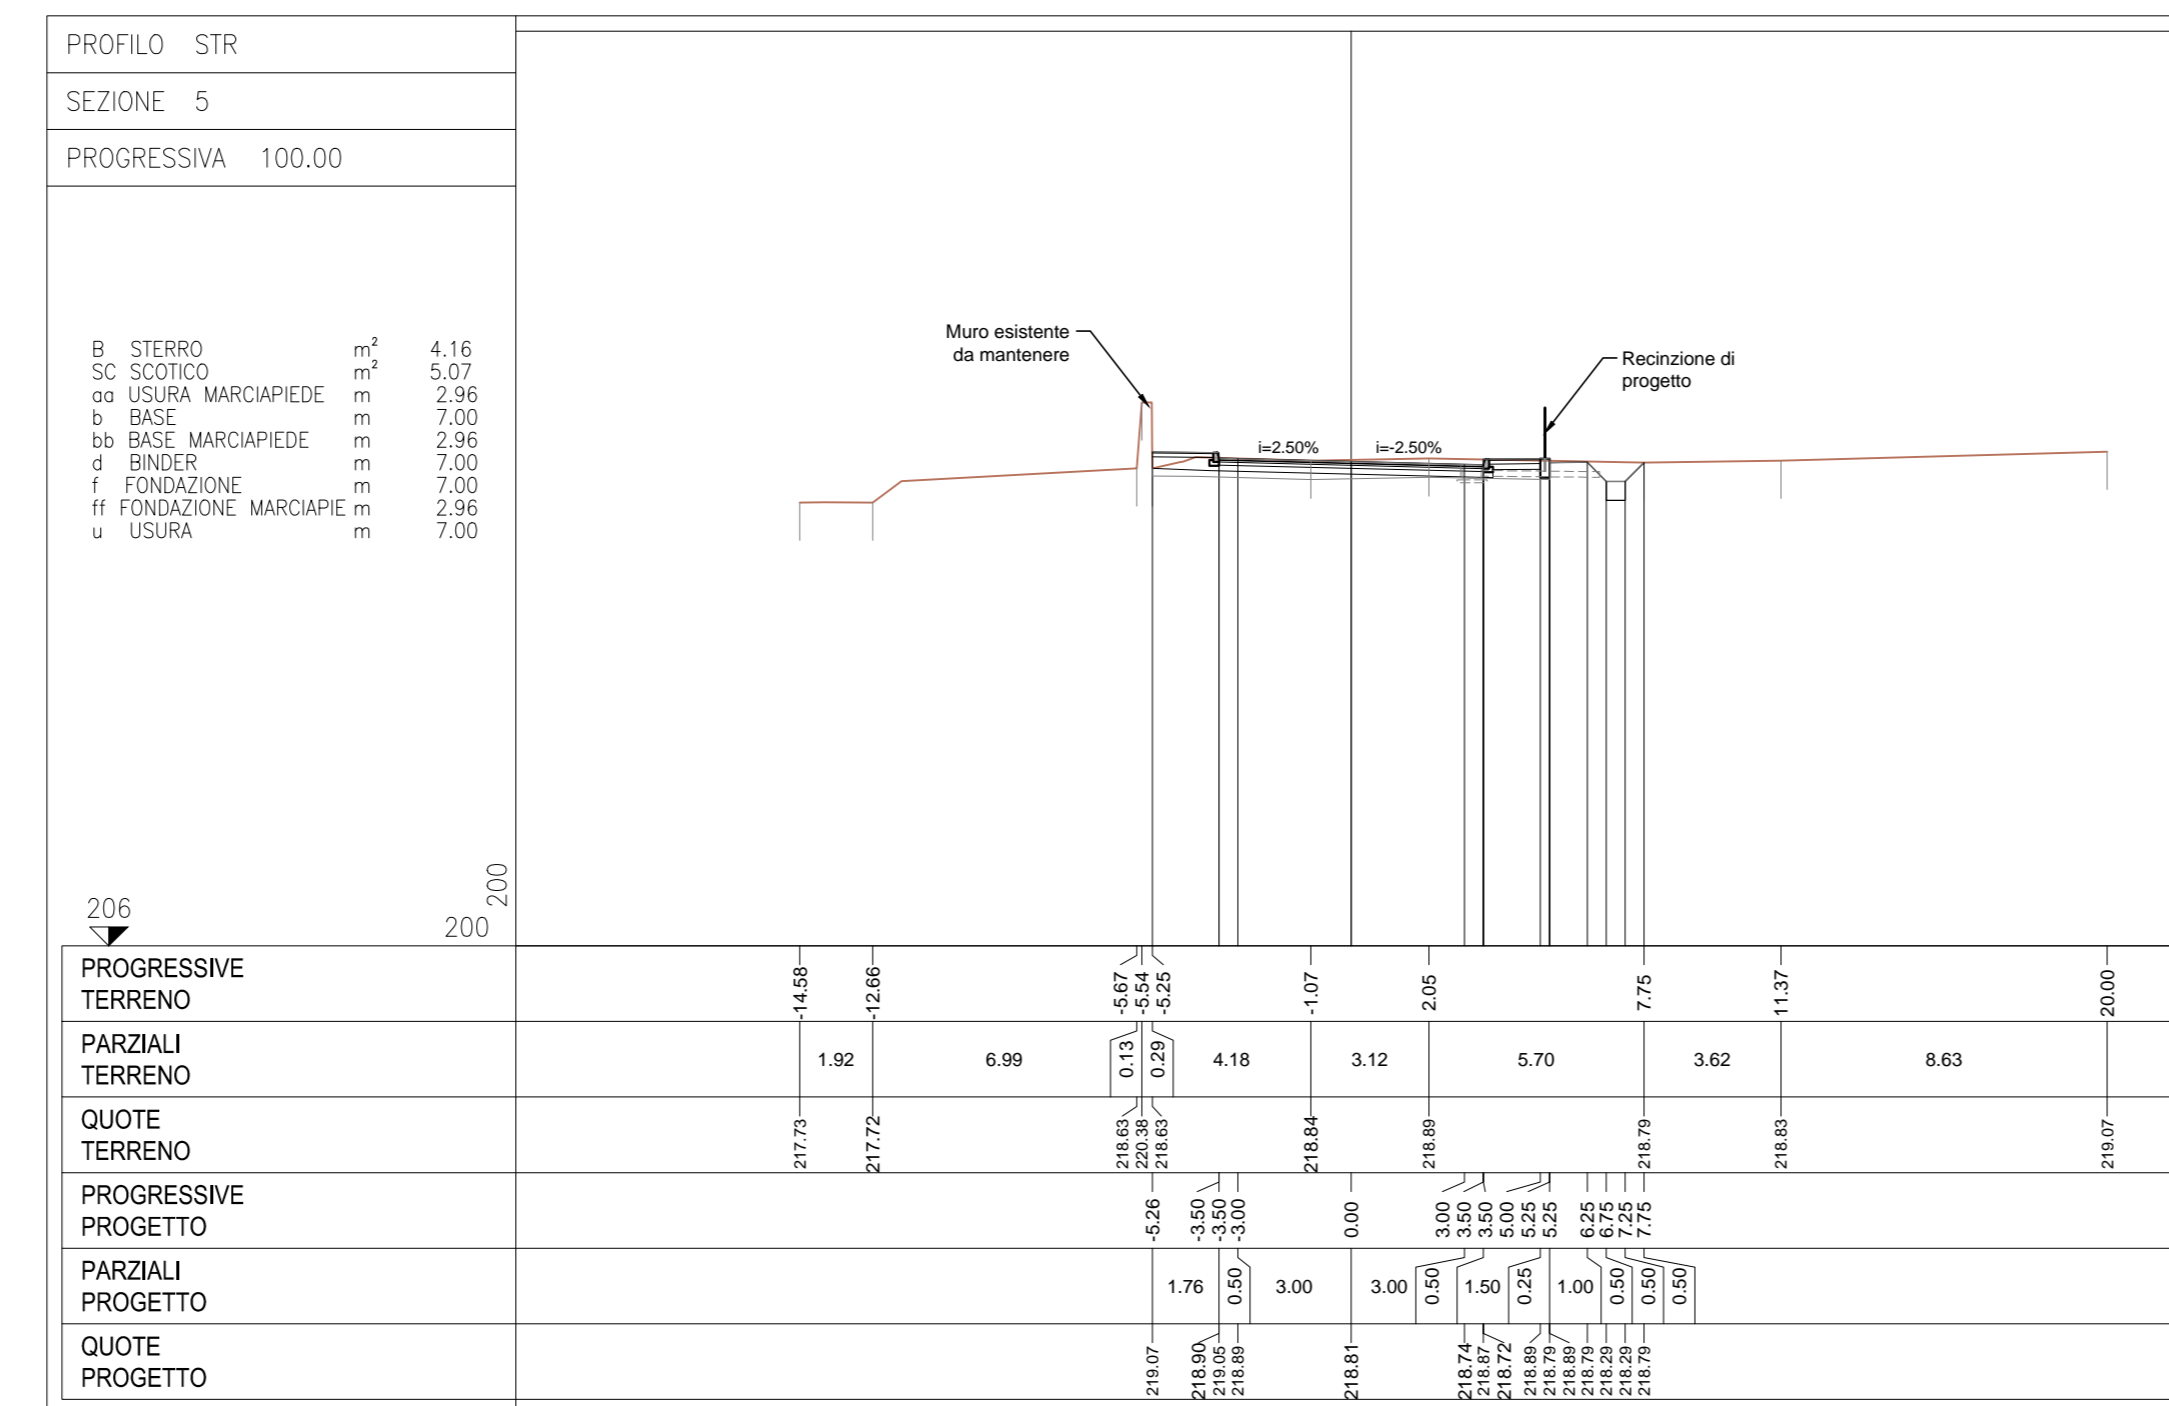 PROFILO STR
SEZIONE 5
PROGRESSIVA 100.00
B STERRO m² 4.16
SC SCOTICO m² 5.07
aa USURA MARCIAPIEDE m 2.96
b BASE m 7.00
bb BASE MARCIAPIEDE m 2.96
d BINDER m 7.00
f FONDAZIONE m 7.00
ff FONDAZIONE MARCIAPIE m 2.96
u USURA m 7.00
Muro esistente
da mantenere
Recinzione di
progetto
i=2.50% i=-2.50%
206
200
200
PROGRESSIVE
TERRENO
-14.58 -12.66 -5.67 -5.54 -5.25 -1.07 2.05 7.75 11.37 20.00
PARZIALI
TERRENO
1.92 6.99 0.13 0.29 4.18 3.12 5.70 3.62 8.63
QUOTE
TERRENO
217.73 217.72 218.63 220.38 218.63 218.84 218.89 218.79 218.83 219.07
PROGRESSIVE
PROGETTO
-5.26 -3.50 -3.50 -3.00 0.00 3.00 3.50 3.50 5.00 5.25 5.25 6.25 6.75 7.25 7.75
PARZIALI
PROGETTO
1.76 0.50 3.00 3.00 0.50 1.50 0.25 1.00 0.50 0.50 0.50
QUOTE
PROGETTO
219.07 218.90 219.05 218.89 218.81 218.74 218.87 218.72 218.89 218.79 218.89 218.79 218.29 218.29 218.79